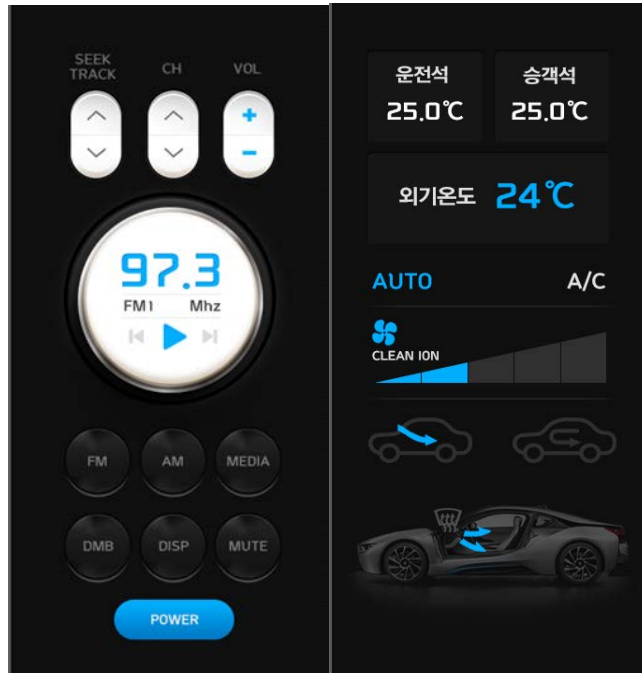 SEEK
TRACK
CH
VOL
97.3
FM1 Mhz
FM
AM
MEDIA
DMB
DISP
MUTE
POWER
운전석
25.0℃
승객석
25.0℃
외기온도 24℃
AUTO
A/C
CLEAN ION